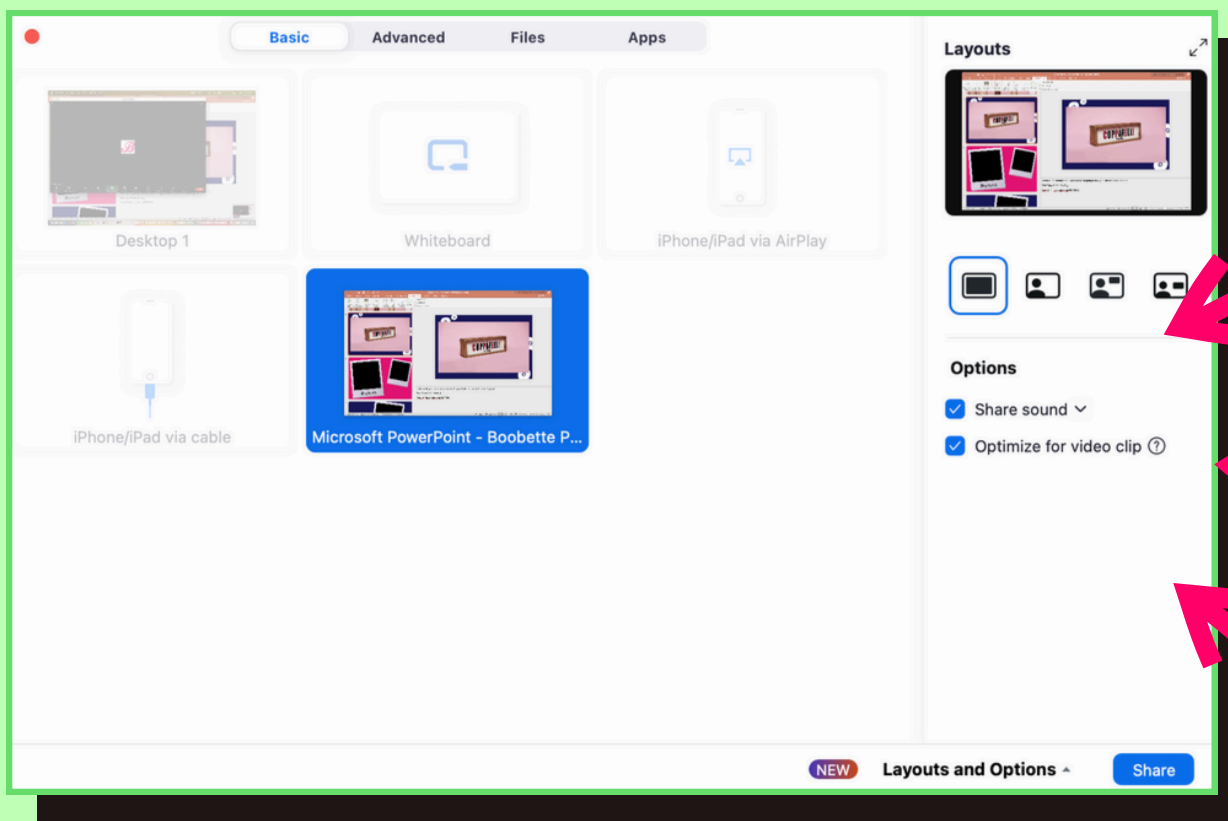 Basic Advanced Files Apps
Layouts
Desktop 1
Whiteboard
iPhone/iPad via AirPlay
iPhone/iPad via cable
Microsoft PowerPoint - Boobette P...
Options
Share sound
Optimize for video clip ?
NEW Layouts and Options Share